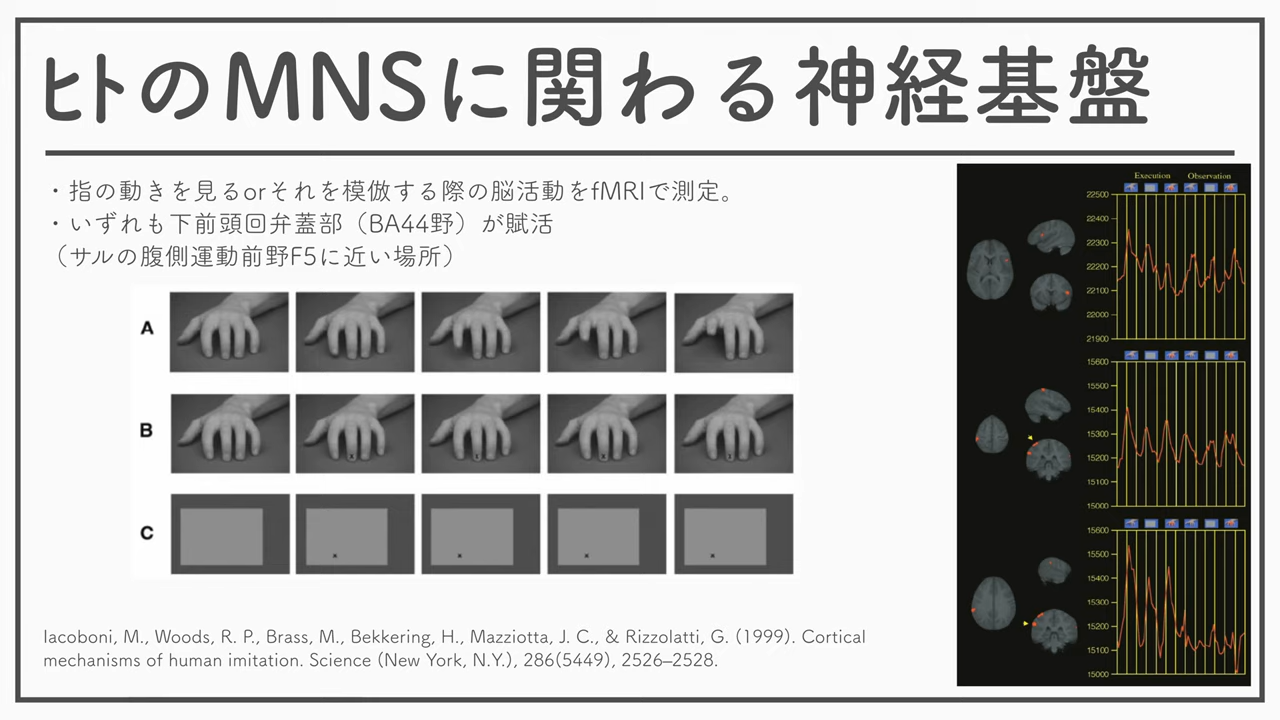 ヒトのMNSに関わる神経基盤
・指の動きを見るorそれを模倣する際の脳活動をfMRIで測定。
・いずれも下前頭回弁蓋部（BA44野）が賦活
（サルの腹側運動前野F5に近い場所）
A
B
C
Iacoboni, M., Woods, R. P., Brass, M., Bekkering, H., Mazziotta, J. C., & Rizzolatti, G. (1999). Cortical
mechanisms of human imitation. Science (New York, N.Y.), 286(5449), 2526–2528.
Execution Observation
22500
22400
22300
22200
22100
22000
21900
15600
15500
15400
15300
15200
15100
15000
15600
15500
15400
15300
15200
15100
15000